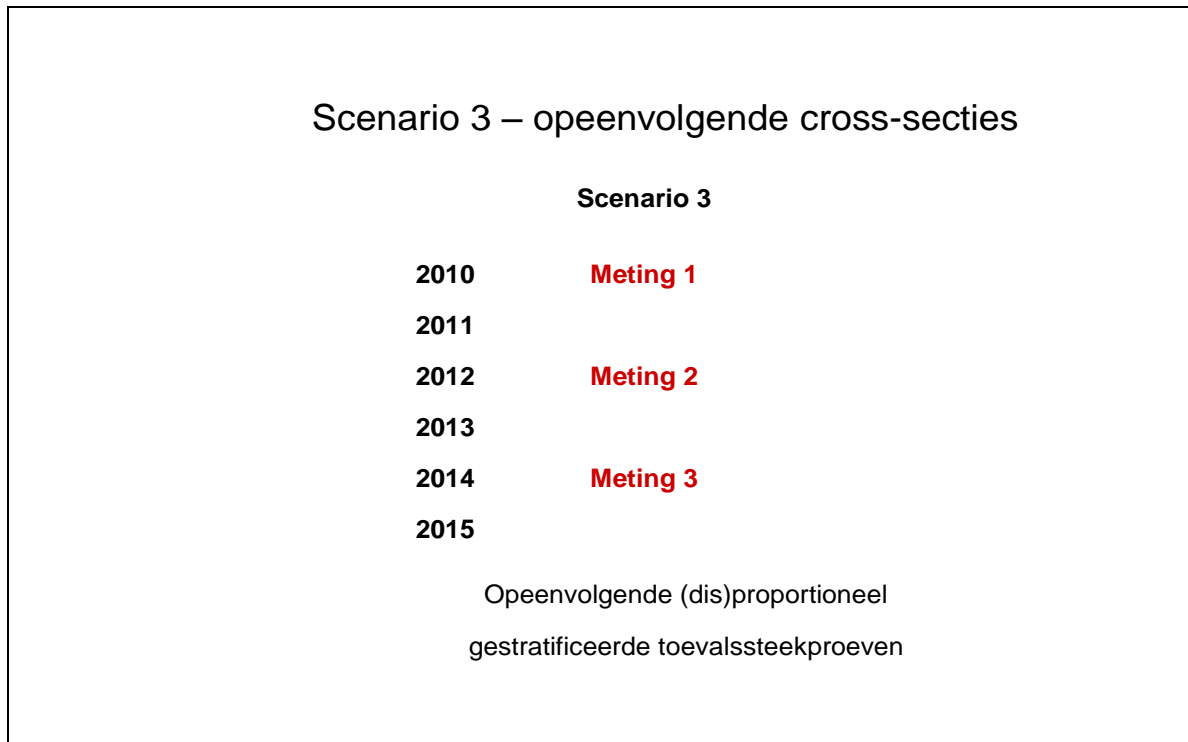 Scenario 3 – opeenvolgende cross-secties
Scenario 3
2010 Meting 1
2011
2012 Meting 2
2013
2014 Meting 3
2015
Opeenvolgende (dis)proportioneel
gestratificeerde toevalssteekproeven